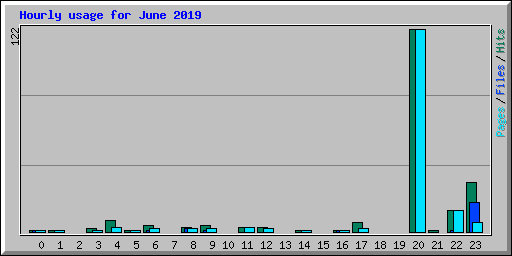 Hourly usage for June 2019
122
Pages/Files/Hits
0 1 2 3 4 5 6 7 8 9 10 11 12 13 14 15 16 17 18 19 20 21 22 23